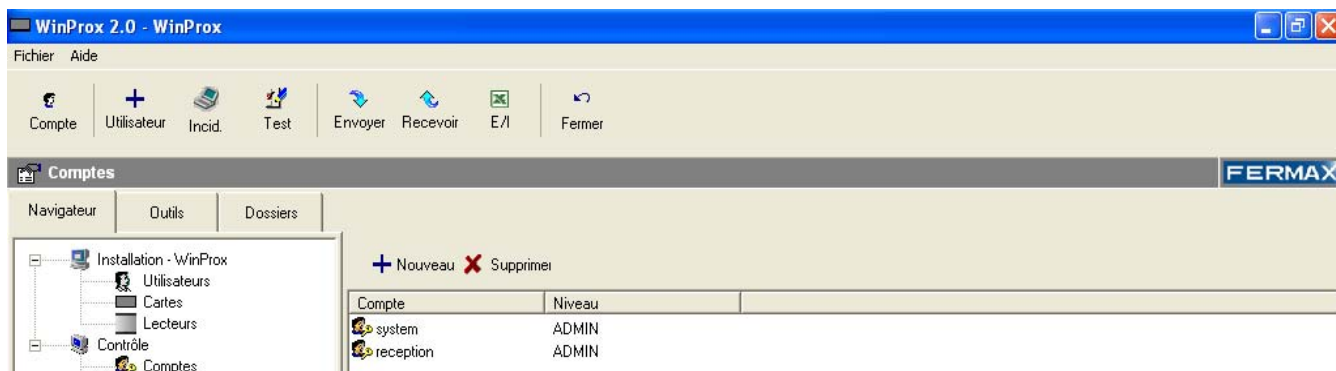 WinProx 2.0 - WinProx
Fichier Aide
Compte Utilisateur Incid. Test Envoyer Recevoir E/I Fermer
Comptes FERMAX
Navigateur Outils Dossiers
Installation - WinProx
Utilisateurs
Cartes
Lecteurs
Contrôle
Comptes
Nouveau Supprimer
Compte Niveau
system ADMIN
reception ADMIN